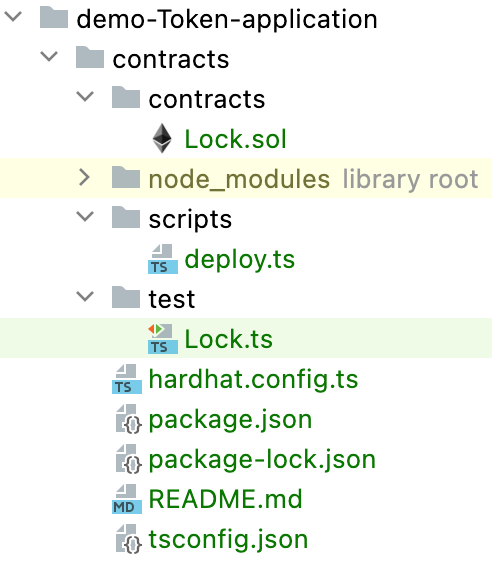 demo-Token-application
contracts
contracts
Lock.sol
node_modules library root
scripts
TS deploy.ts
test
TS Lock.ts
TS hardhat.config.ts
{} package.json
{} package-lock.json
MD README.md
{} tsconfig.json